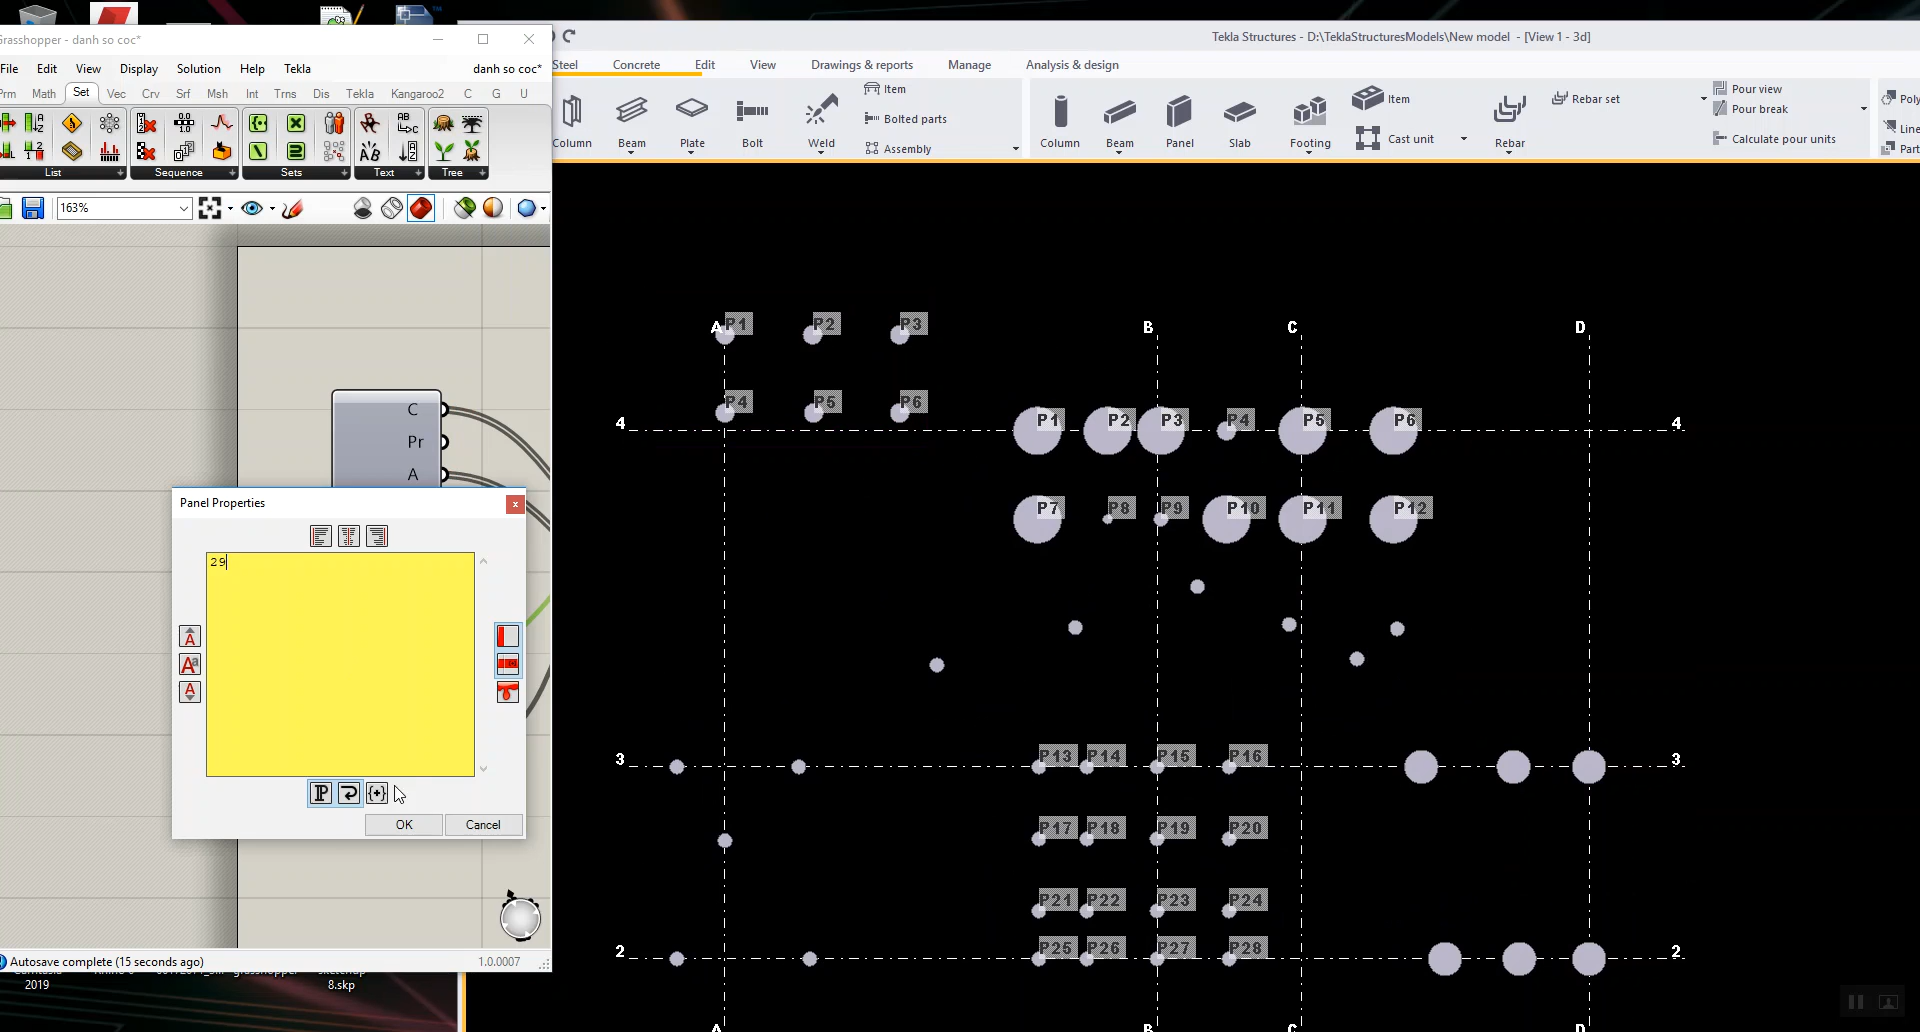 Grasshopper - danh so coc*
File Edit View Display Solution Help Tekla danh so coc*
Prm Math Set Vec Crv Srf Msh Int Trns Dis Tekla Kangaroo2 C G U
List Sequence Sets Text Tree
163%
C
Pr
A
Panel Properties
29
OK Cancel
Autosave complete (15 seconds ago) 1.0.0007
2019
8.skp
Tekla Structures - D:\TeklaStructuresModels\New model - [View 1 - 3d]
Steel Concrete Edit View Drawings & reports Manage Analysis & design
Column Beam Plate Bolt Weld
Item
Bolted parts
Assembly
Column Beam Panel Slab Footing
Item
Cast unit
Rebar
Rebar set
Pour view
Pour break
Calculate pour units
Poly
Line
Part
A B C D
P1 P2 P3
P4 P5 P6
4 P1 P2 P3 P4 P5 P6 4
P7 P8 P9 P10 P11 P12
3 P13 P14 P15 P16 3
P17 P18 P19 P20
P21 P22 P23 P24
2 P25 P26 P27 P28 2
A B C D